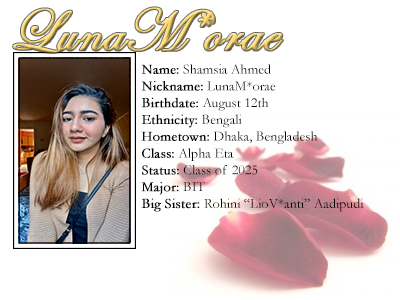 LunaM*orae
Name: Shamsia Ahmed
Nickname: LunaM*orae
Birthdate: August 12th
Ethnicity: Bengali
Hometown: Dhaka, Bengladesh
Class: Alpha Eta
Status: Class of 2025
Major: BIT
Big Sister: Rohini “LioV*anti” Aadipudi